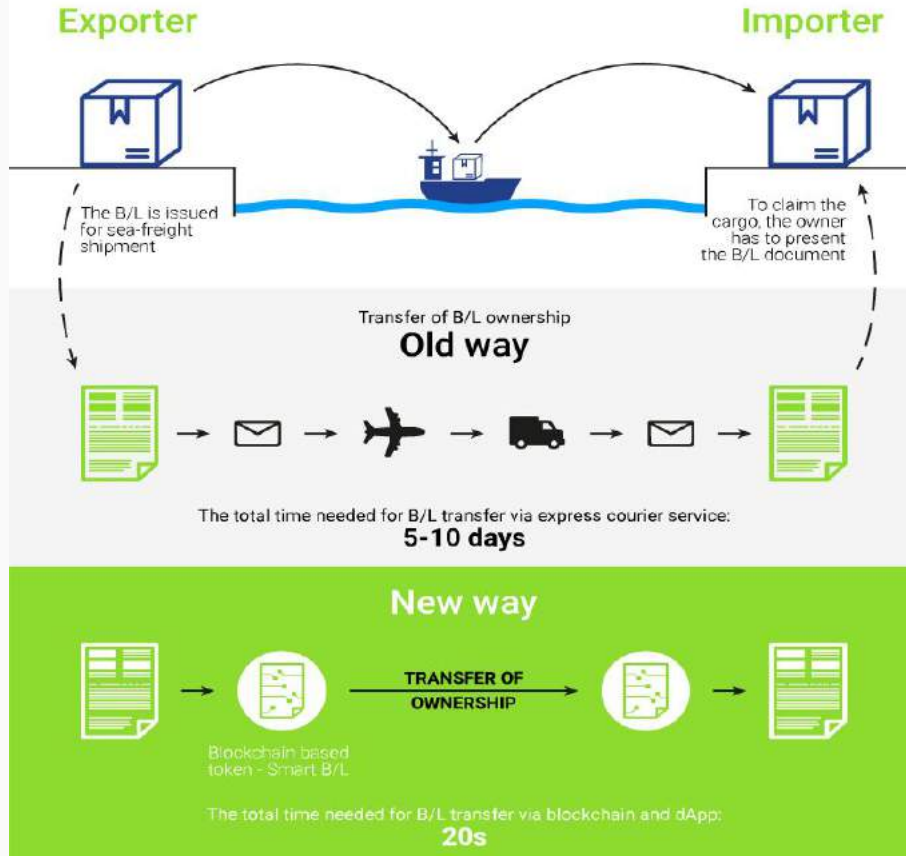 Exporter
Importer
The B/L is issued
for sea-freight
shipment
To claim the
cargo, the owner
has to present
the B/L document
Transfer of B/L ownership
Old way
The total time needed for B/L transfer via express courier service:
5-10 days
New way
TRANSFER OF
OWNERSHIP
Blockchain based
token - Smart B/L
The total time needed for B/L transfer via blockchain and dApp:
20s